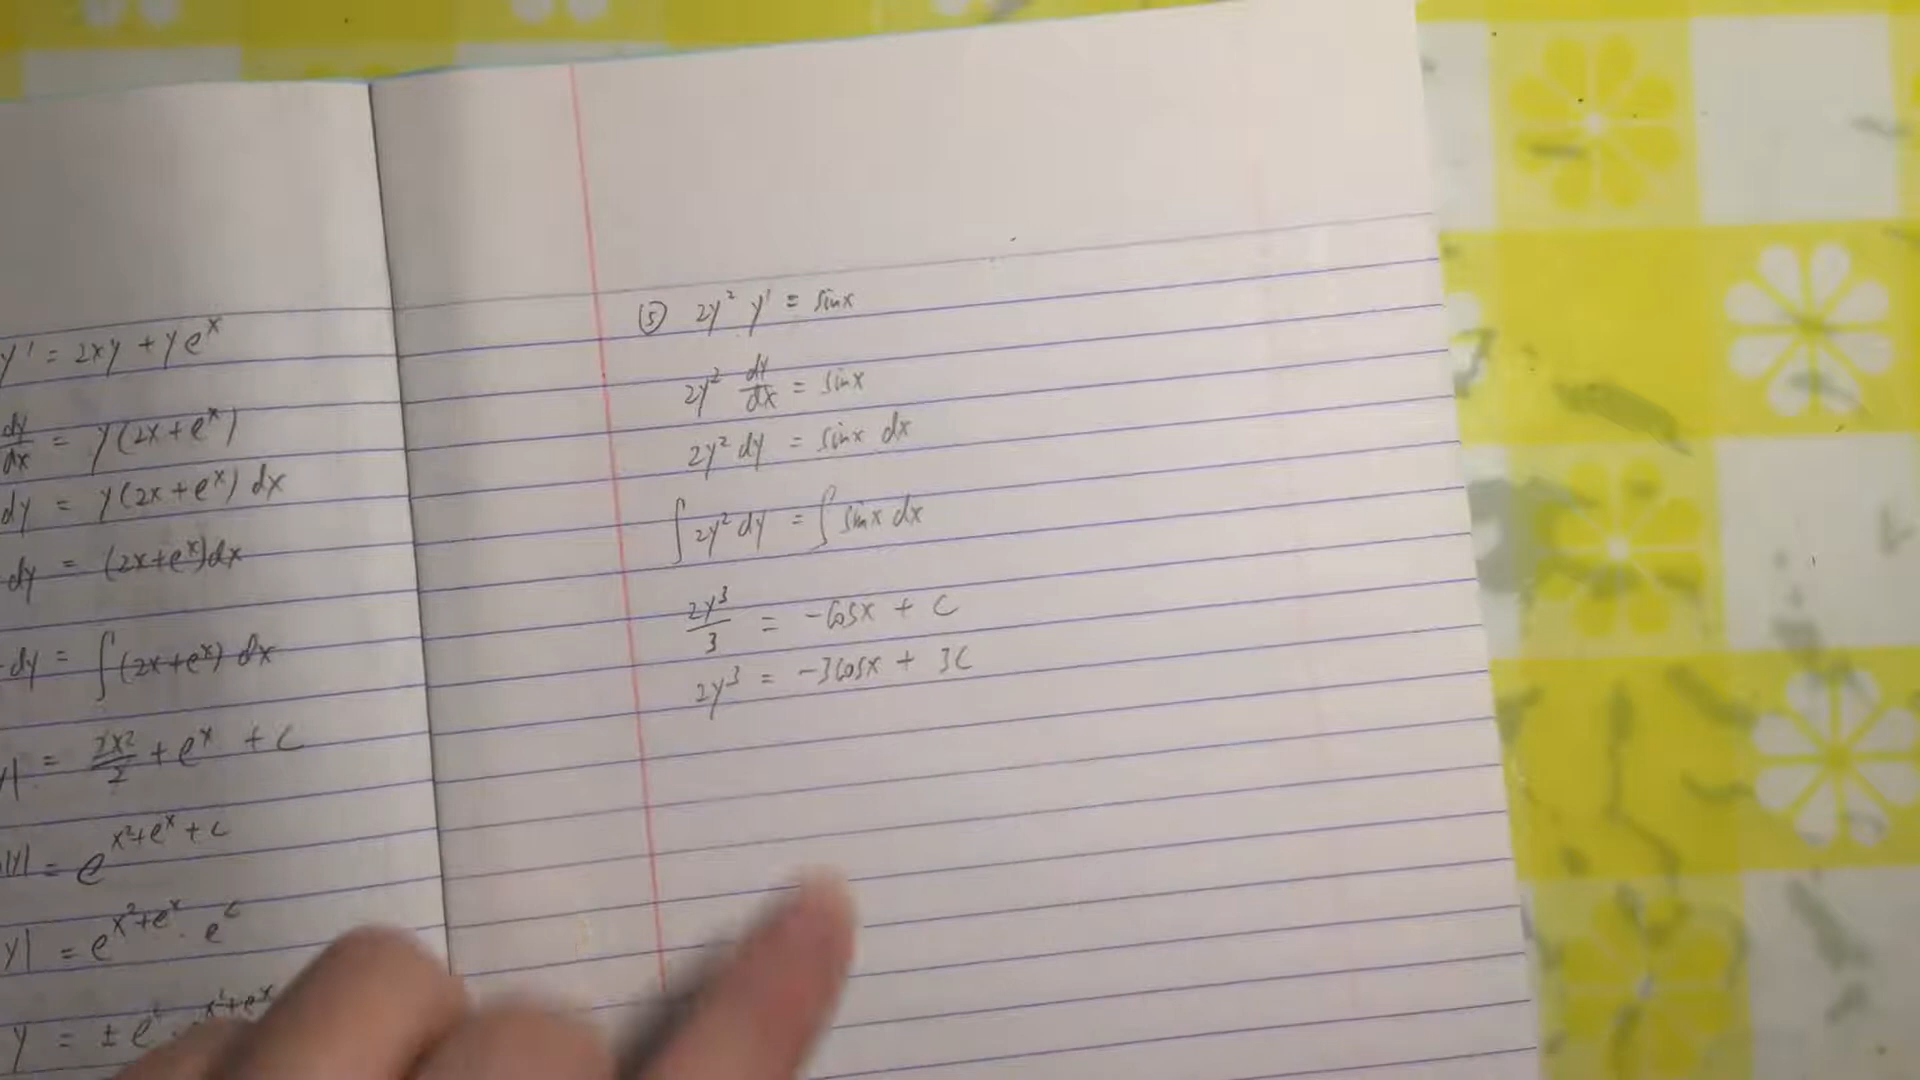 y' = 2xy + ye^x
dy/dx = y(2x+e^x)
dy = y(2x+e^x) dx
dy = (2x+e^x)dx
dy = ∫(2x+e^x) dx
y| = 2x²/2 + e^x + c
|y| = e^(x²+e^x+c)
y| = e^(x²+e^x) · e^c
y = ± e^c · x²+e^x
⑤ 2y² y' = sinx
2y² dy/dx = sinx
2y² dy = sinx dx
∫2y² dy = ∫sinx dx
2y³/3 = -cosx + c
2y³ = -3cosx + 3c